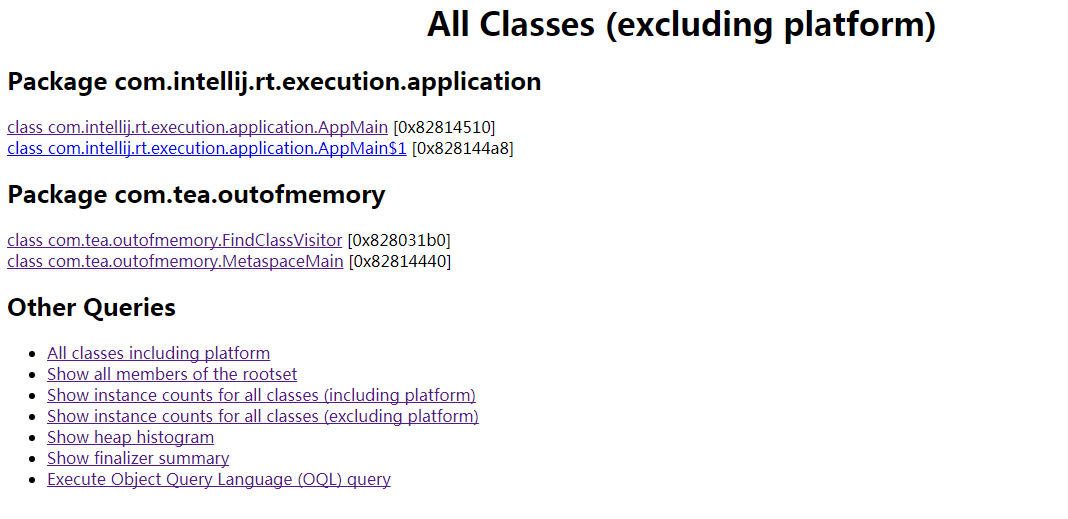 All Classes (excluding platform)
Package com.intellij.rt.execution.application
class com.intellij.rt.execution.application.AppMain [0x82814510]
class com.intellij.rt.execution.application.AppMain$1 [0x828144a8]
Package com.tea.outofmemory
class com.tea.outofmemory.FindClassVisitor [0x828031b0]
class com.tea.outofmemory.MetaspaceMain [0x82814440]
Other Queries
All classes including platform
Show all members of the rootset
Show instance counts for all classes (including platform)
Show instance counts for all classes (excluding platform)
Show heap histogram
Show finalizer summary
Execute Object Query Language (OQL) query